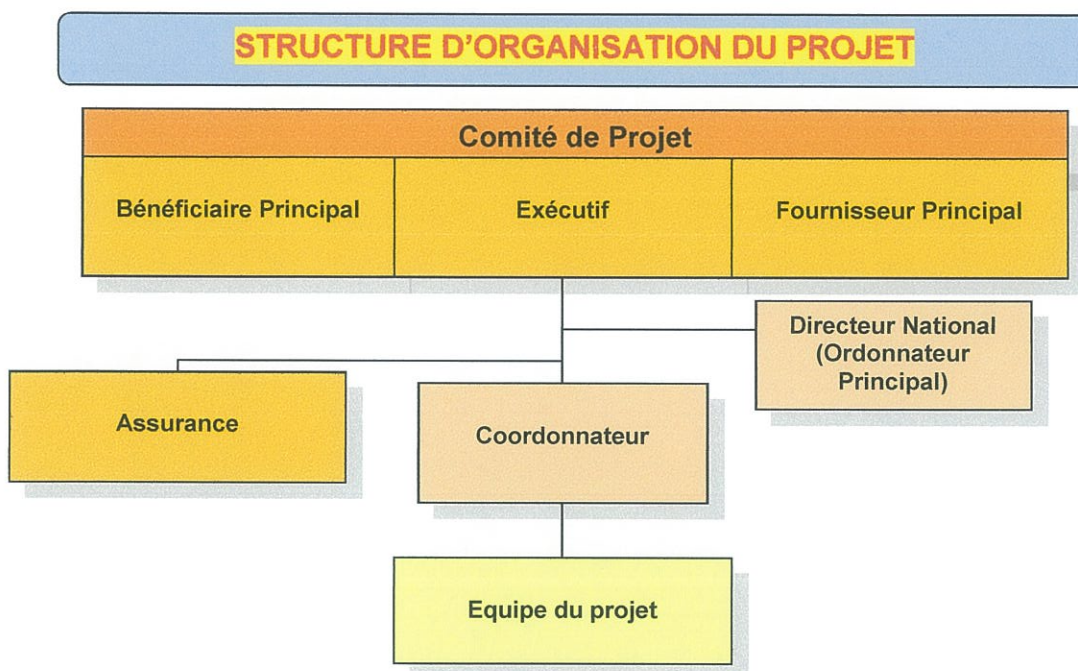 STRUCTURE D'ORGANISATION DU PROJET
Comité de Projet
Bénéficiaire Principal
Exécutif
Fournisseur Principal
Directeur National
(Ordonnateur
Principal)
Assurance
Coordonnateur
Equipe du projet